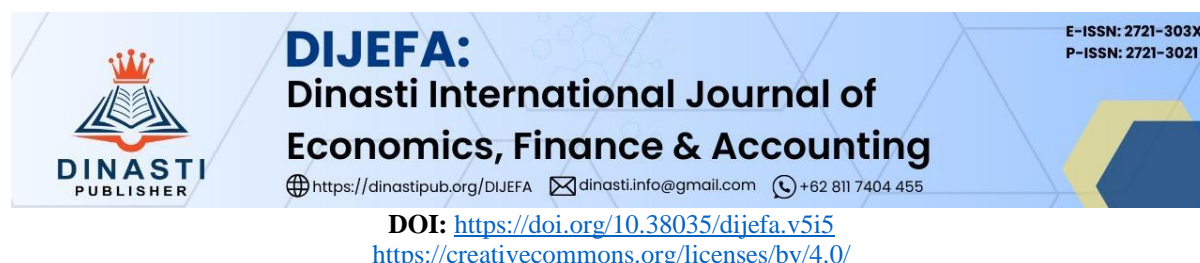 DIJEFA:
Dinasti International Journal of
Economics, Finance & Accounting
https://dinastipub.org/DIJEFA dinasti.info@gmail.com +62 811 7404 455
DINASTI
PUBLISHER
E-ISSN: 2721-303X
P-ISSN: 2721-3021
DOI: https://doi.org/10.38035/dijefa.v5i5
https://creativecommons.org/licenses/by/4.0/